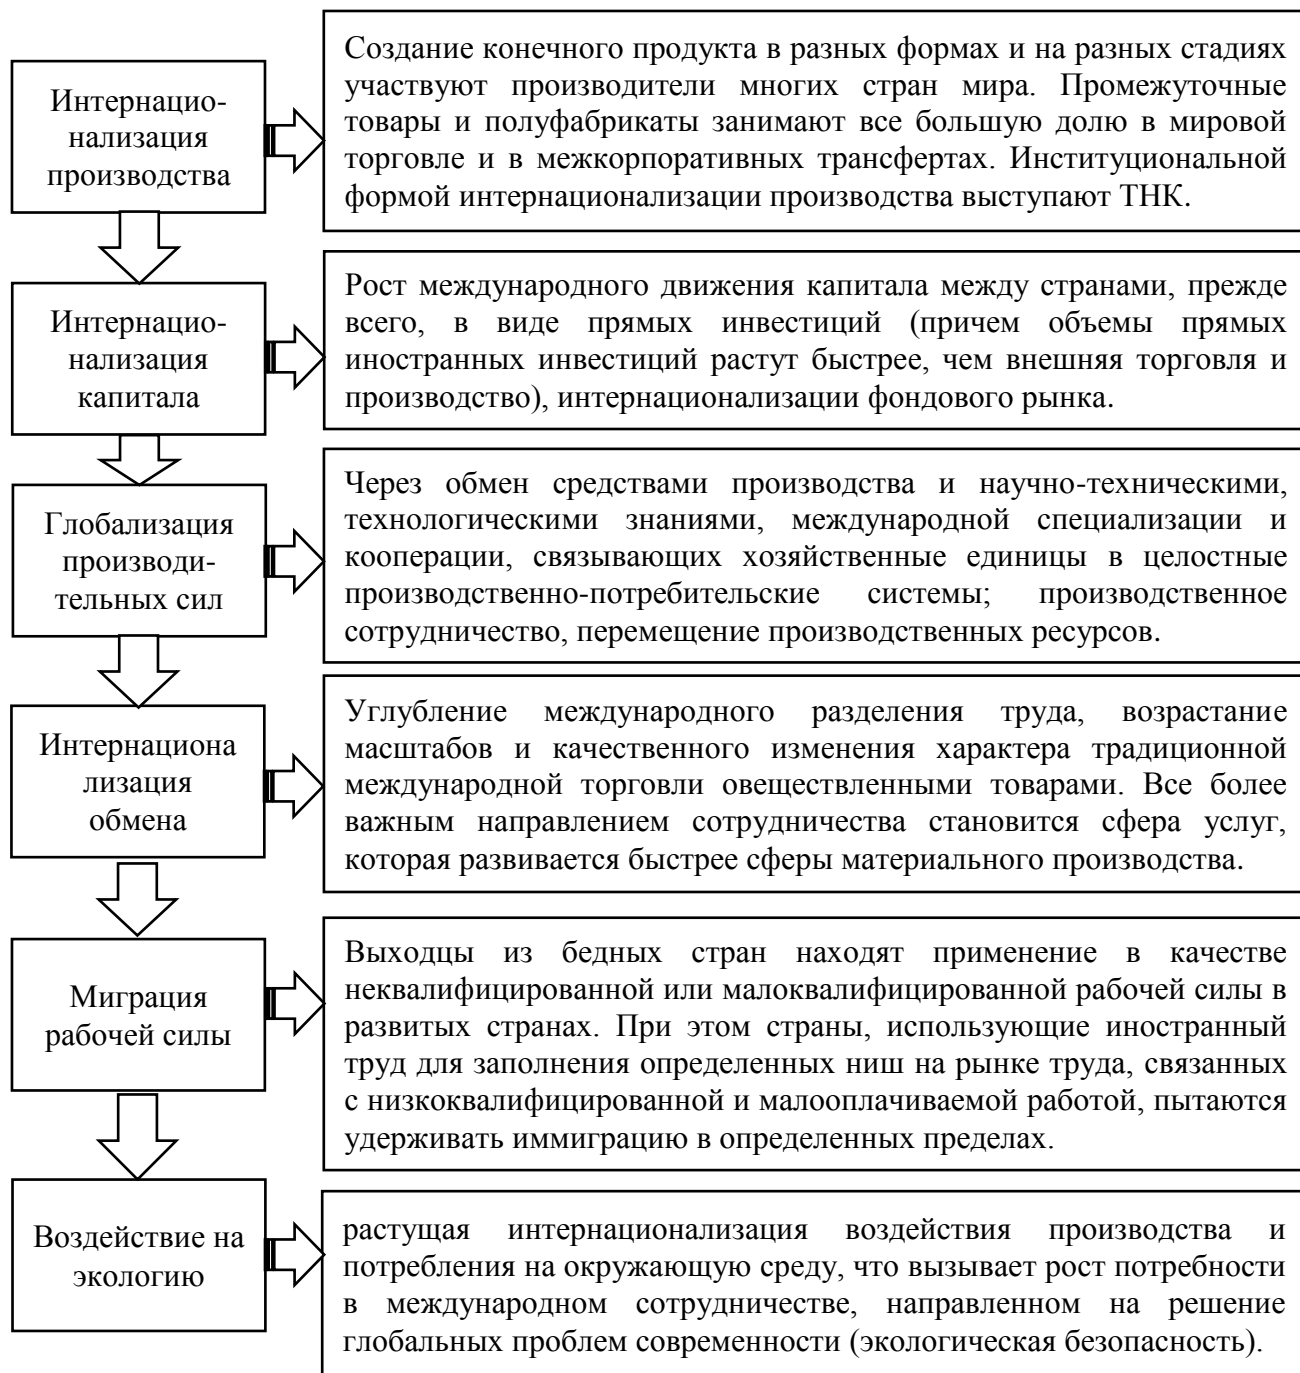 Интернацио-
нализация
производства
Создание конечного продукта в разных формах и на разных стадиях
участвуют производители многих стран мира. Промежуточные
товары и полуфабрикаты занимают все большую долю в мировой
торговле и в межкорпоративных трансфертах. Институциональной
формой интернационализации производства выступают ТНК.
Интернацио-
нализация
капитала
Рост международного движения капитала между странами, прежде
всего, в виде прямых инвестиций (причем объемы прямых
иностранных инвестиций растут быстрее, чем внешняя торговля и
производство), интернационализации фондового рынка.
Глобализация
производи-
тельных сил
Через обмен средствами производства и научно-техническими,
технологическими знаниями, международной специализации и
кооперации, связывающих хозяйственные единицы в целостные
производственно-потребительские системы; производственное
сотрудничество, перемещение производственных ресурсов.
Интернациона
лизация
обмена
Углубление международного разделения труда, возрастание
масштабов и качественного изменения характера традиционной
международной торговли овеществленными товарами. Все более
важным направлением сотрудничества становится сфера услуг,
которая развивается быстрее сферы материального производства.
Миграция
рабочей силы
Выходцы из бедных стран находят применение в качестве
неквалифицированной или малоквалифицированной рабочей силы в
развитых странах. При этом страны, использующие иностранный
труд для заполнения определенных ниш на рынке труда, связанных
с низкоквалифицированной и малооплачиваемой работой, пытаются
удерживать иммиграцию в определенных пределах.
Воздействие на
экологию
растущая интернационализация воздействия производства и
потребления на окружающую среду, что вызывает рост потребности
в международном сотрудничестве, направленном на решение
глобальных проблем современности (экологическая безопасность).